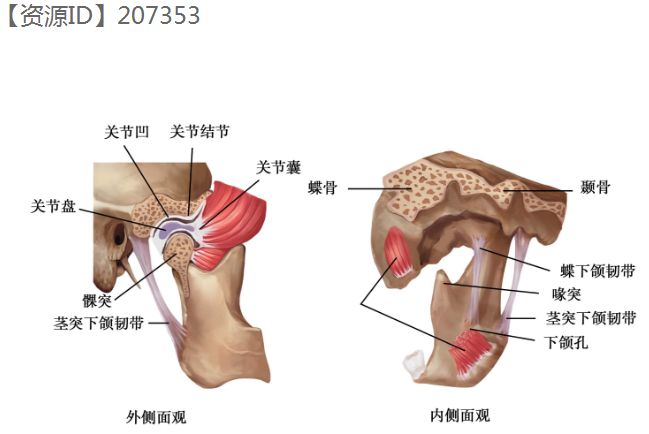 【资源ID】207353
关节凹
关节结节
关节囊
关节盘
髁突
茎突下颌韧带
外侧面观
蝶骨
颞骨
蝶下颌韧带
喙突
茎突下颌韧带
下颌孔
内侧面观